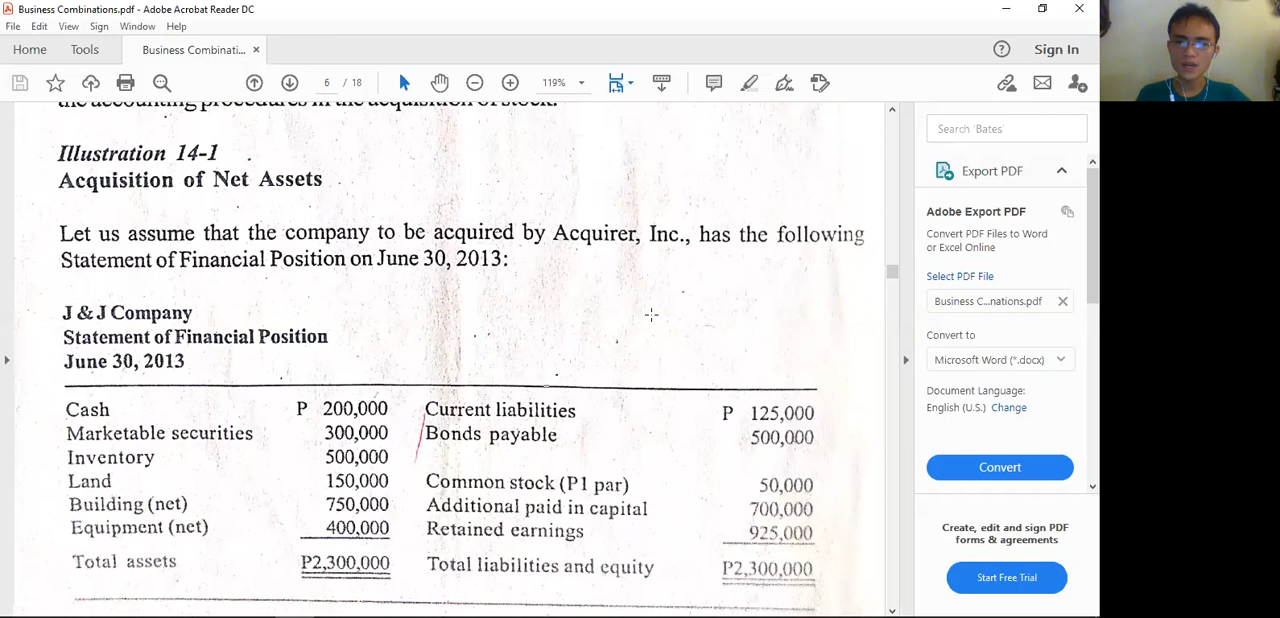 Business Combinations.pdf - Adobe Acrobat Reader DC
File Edit View Sign Window Help
Home Tools Business Combinati... × Sign In
6 / 18 119%
the accounting procedures in the acquisition of stock.
Illustration 14-1
Acquisition of Net Assets
Let us assume that the company to be acquired by Acquirer, Inc., has the following
Statement of Financial Position on June 30, 2013:
J & J Company
Statement of Financial Position
June 30, 2013
Cash P 200,000 Current liabilities P 125,000
Marketable securities 300,000 Bonds payable 500,000
Inventory 500,000
Land 150,000 Common stock (P1 par) 50,000
Building (net) 750,000 Additional paid in capital 700,000
Equipment (net) 400,000 Retained earnings 925,000
Total assets P2,300,000 Total liabilities and equity P2,300,000
Search 'Bates'
Export PDF
Adobe Export PDF
Convert PDF Files to Word
or Excel Online
Select PDF File
Business C...nations.pdf
Convert to
Microsoft Word (*.docx)
Document Language:
English (U.S.) Change
Convert
Create, edit and sign PDF
forms & agreements
Start Free Trial